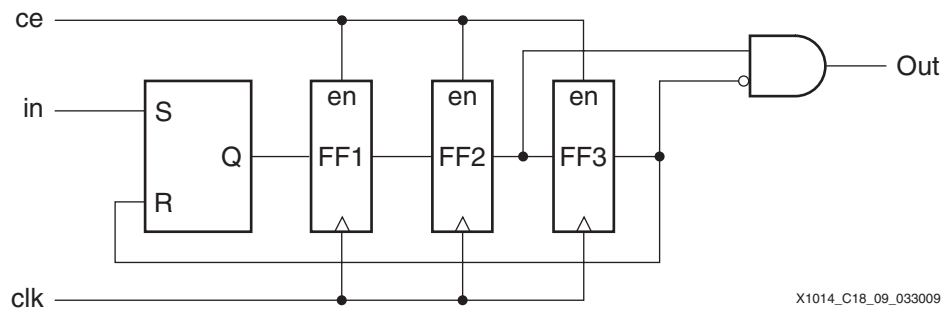 ce
Out
en en en
in
S
Q
FF1 FF2 FF3
R
clk
X1014_C18_09_033009